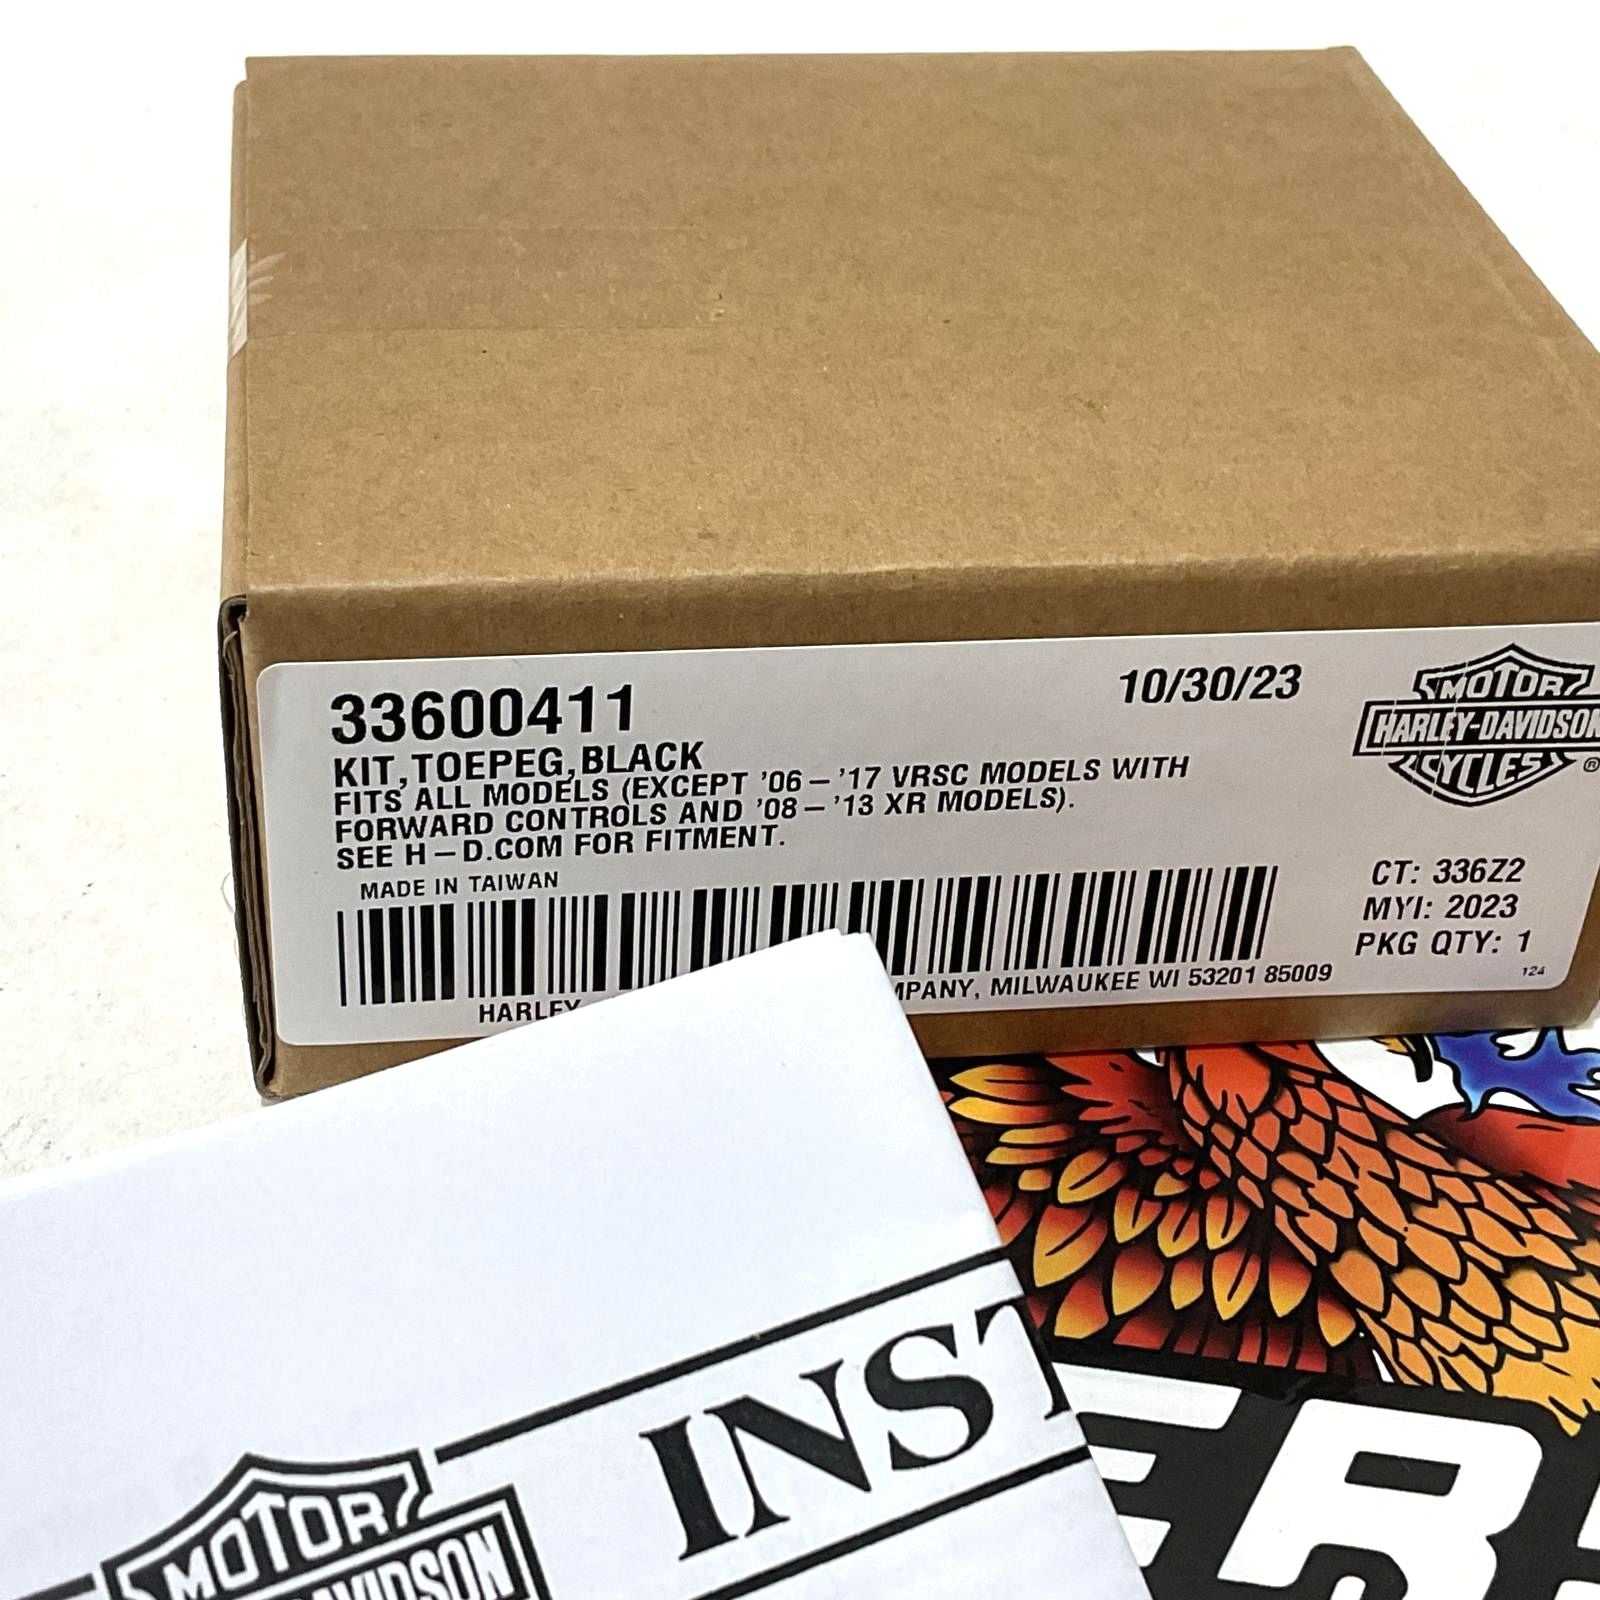 33600411
10/30/23
KIT,TOEPEG,BLACK
FITS ALL MODELS (EXCEPT '06–'17 VRSC MODELS WITH
FORWARD CONTROLS AND '08–'13 XR MODELS).
SEE H–D.COM FOR FITMENT.
MADE IN TAIWAN
MILWAUKEE WI 53201 85009
MOTOR
HARLEY-DAVIDSON
CYCLES
®
CT: 336Z2
MYI: 2023
PKG QTY: 1
124
INST
MOTOR